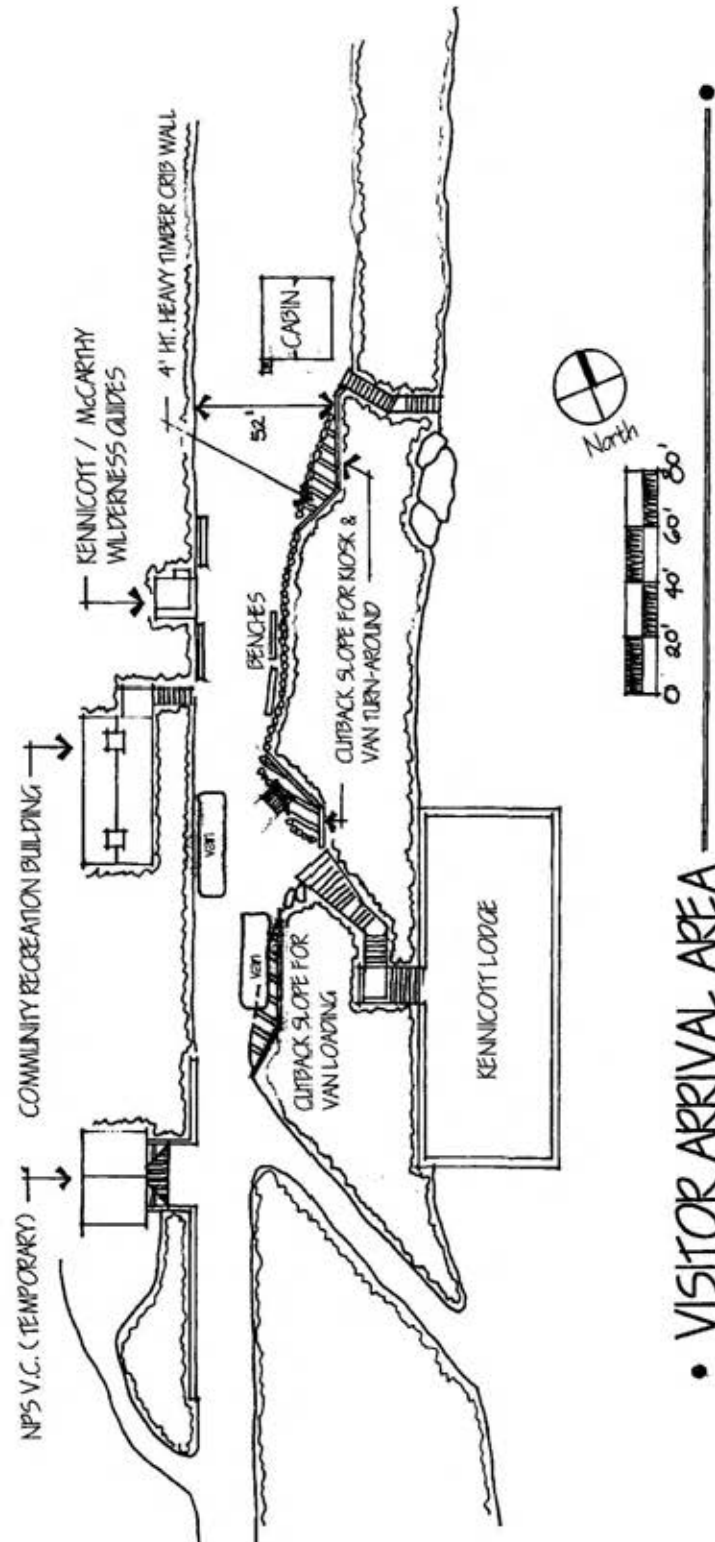 NPS V.C. (TEMPORARY)
COMMUNITY RECREATION BUILDING
KENNICOTT / McCARTHY
WILDERNESS GUIDES
4' HT. HEAVY TIMBER CRIB WALL
van
van
BENCHES
52'
CABIN
CUTBACK SLOPE FOR
VAN LOADING
CUTBACK SLOPE FOR KIOSK &
VAN TURN-AROUND
KENNICOTT LODGE
North
0 20' 40' 60' 80'
• VISITOR ARRIVAL AREA •